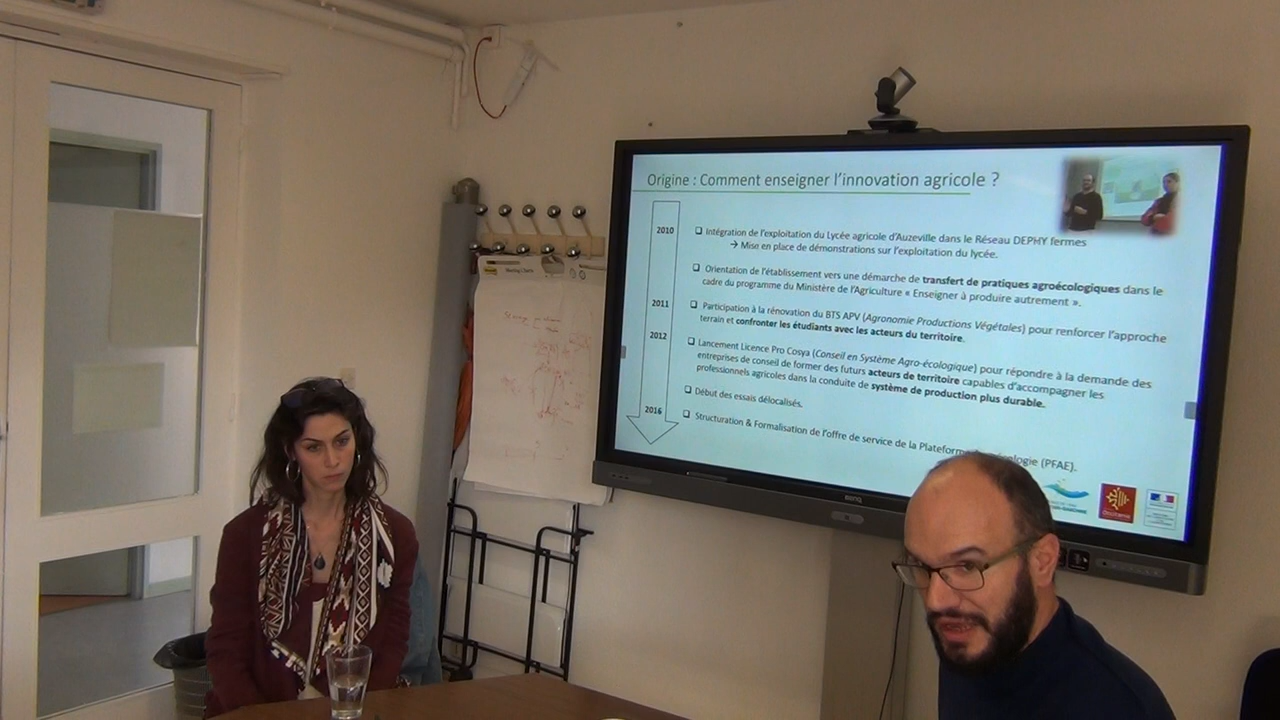 Origine : Comment enseigner l'innovation agricole ?
2010
❑ Intégration de l'exploitation du Lycée agricole d'Auzeville dans le Réseau DEPHY fermes
→ Mise en place de démonstrations sur l'exploitation du lycée.
❑ Orientation de l'établissement vers une démarche de transfert de pratiques agroécologiques dans le
cadre du programme du Ministère de l'Agriculture « Enseigner à produire autrement ».
2011
❑ Participation à la rénovation du BTS APV (Agronomie Productions Végétales) pour renforcer l'approche
terrain et confronter les étudiants avec les acteurs du territoire.
2012
❑ Lancement Licence Pro Cosya (Conseil en Système Agro-écologique) pour répondre à la demande des
entreprises de conseil de former des futurs acteurs de territoire capables d'accompagner les
professionnels agricoles dans la conduite de système de production plus durable.
❑ Début des essais délocalisés.
2016
❑ Structuration & Formalisation de l'offre de service de la Plateforme (PFAE).
BenQ